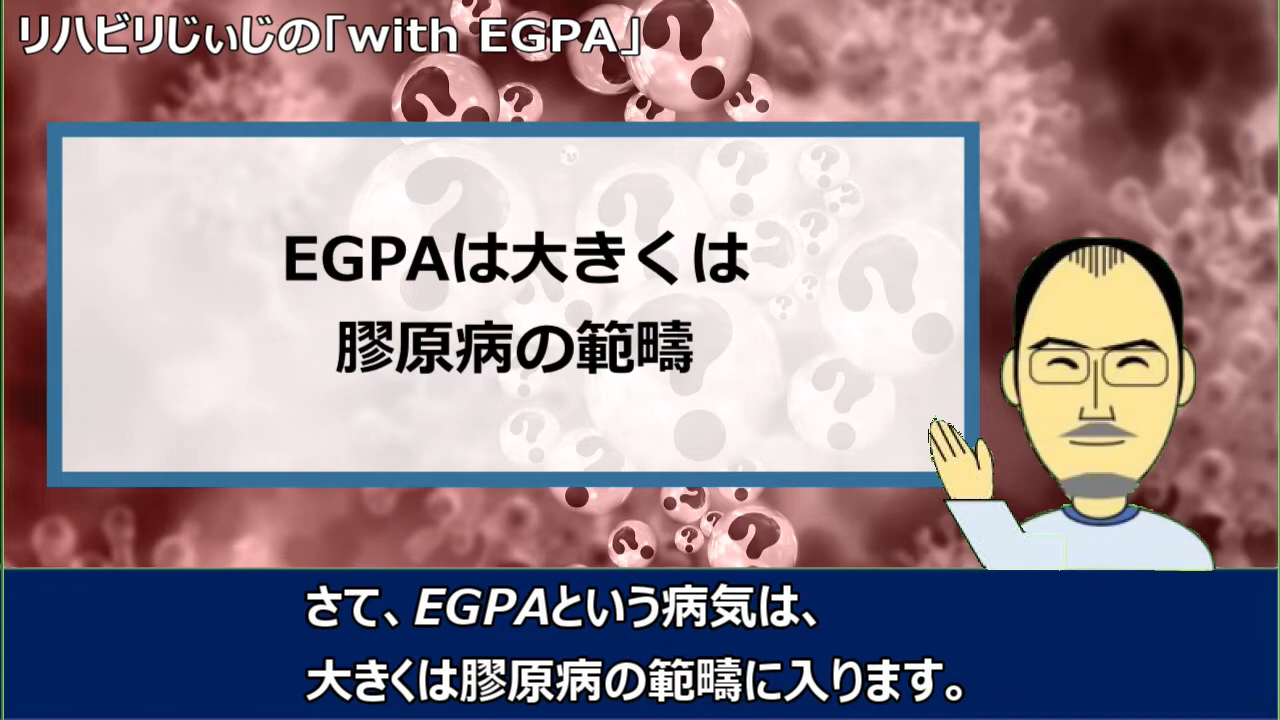 リハビリじぃじの「with EGPA」
EGPAは大きくは
膠原病の範疇
さて、EGPAという病気は、
大きくは膠原病の範疇に入ります。